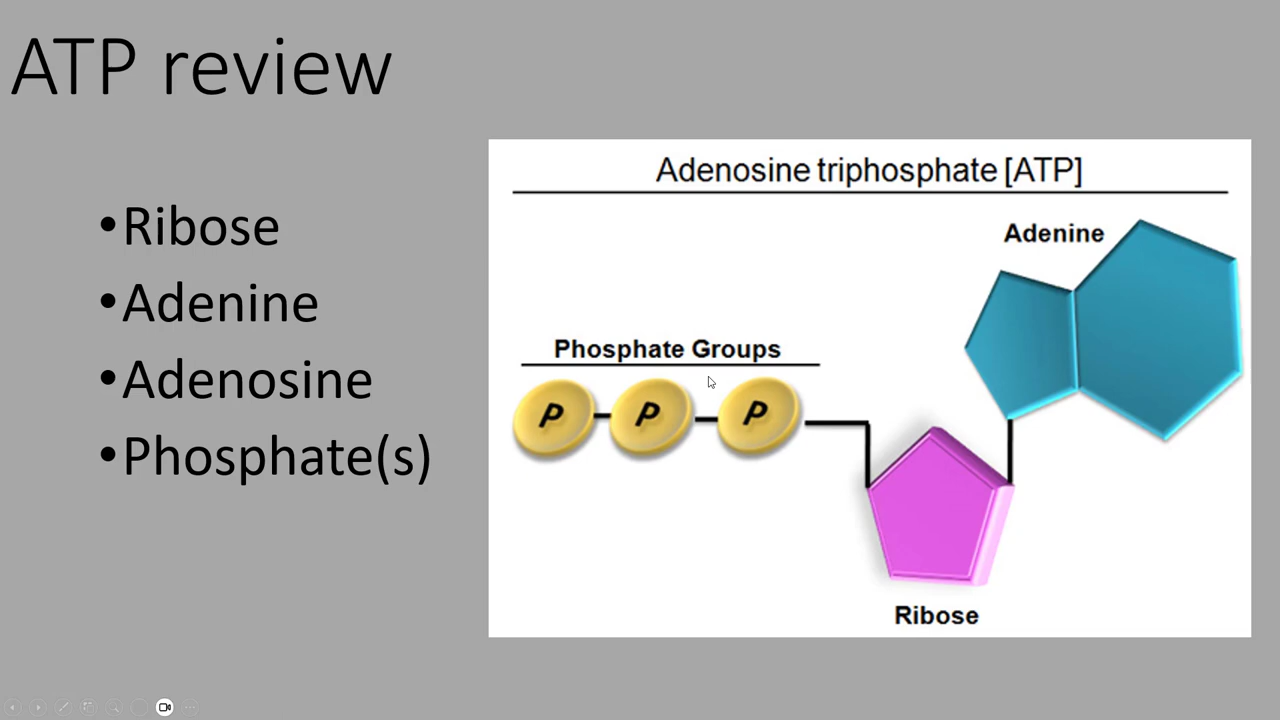 ATP review
•Ribose
•Adenine
•Adenosine
•Phosphate(s)
Adenosine triphosphate [ATP]
Adenine
Phosphate Groups
P P P
Ribose